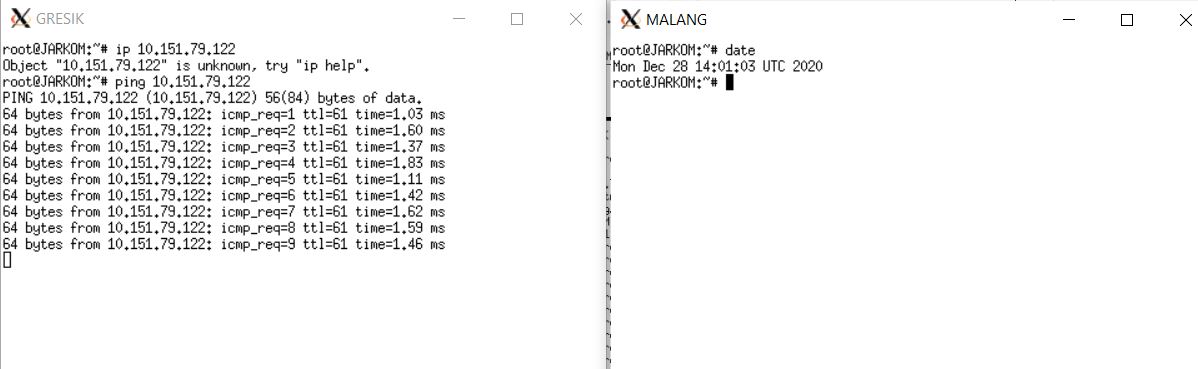 GRESIK
root@JARKOM:~# ip 10.151.79.122
Object "10.151.79.122" is unknown, try "ip help".
root@JARKOM:~# ping 10.151.79.122
PING 10.151.79.122 (10.151.79.122) 56(84) bytes of data.
64 bytes from 10.151.79.122: icmp_req=1 ttl=61 time=1.03 ms
64 bytes from 10.151.79.122: icmp_req=2 ttl=61 time=1.60 ms
64 bytes from 10.151.79.122: icmp_req=3 ttl=61 time=1.37 ms
64 bytes from 10.151.79.122: icmp_req=4 ttl=61 time=1.83 ms
64 bytes from 10.151.79.122: icmp_req=5 ttl=61 time=1.11 ms
64 bytes from 10.151.79.122: icmp_req=6 ttl=61 time=1.42 ms
64 bytes from 10.151.79.122: icmp_req=7 ttl=61 time=1.62 ms
64 bytes from 10.151.79.122: icmp_req=8 ttl=61 time=1.59 ms
64 bytes from 10.151.79.122: icmp_req=9 ttl=61 time=1.46 ms
MALANG
root@JARKOM:~# date
Mon Dec 28 14:01:03 UTC 2020
root@JARKOM:~#